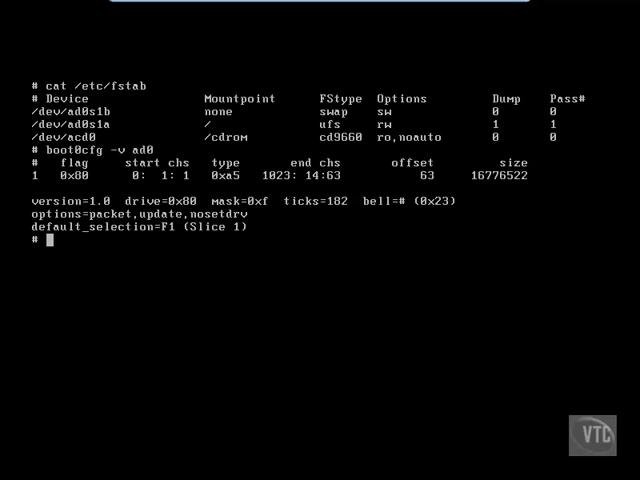 # cat /etc/fstab
# Device Mountpoint FStype Options Dump Pass#
/dev/ad0s1b none swap sw 0 0
/dev/ad0s1a / ufs rw 1 1
/dev/acd0 /cdrom cd9660 ro,noauto 0 0
# boot0cfg -v ad0
# flag start chs type end chs offset size
1 0x80 0: 1: 1 0xa5 1023: 14:63 63 16776522
version=1.0 drive=0x80 mask=0xf ticks=182 bell=# (0x23)
options=packet,update,nosetdrv
default_selection=F1 (Slice 1)
#
VTC